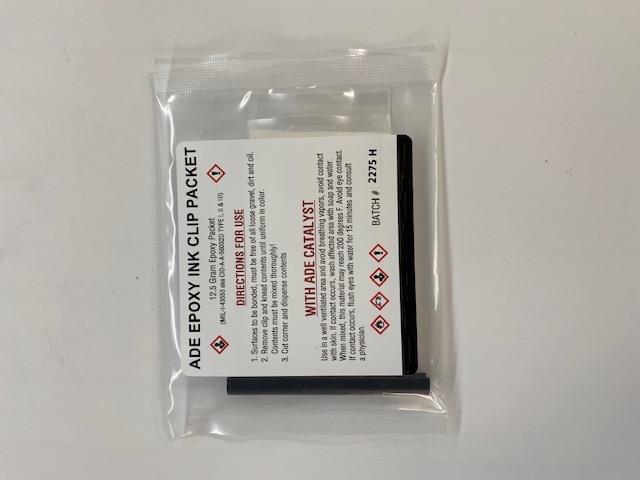 ADE EPOXY INK CLIP PACKET
12.5 Gram Epoxy Packet
(MIL-I-43553 aka CID-A-A-56032D TYPE I, II & III)
DIRECTIONS FOR USE
1. Surfaces to be bonded, must be free of all loose gravel, dirt and oil.
2. Remove clip and knead contents until uniform in color.
Contents must be mixed thoroughly!
3. Cut corner and dispense contents
WITH ADE CATALYST
Use in a well ventilated area and avoid breathing vapors, avoid contact
with skin. If contact occurs, wash affected area with soap and water.
When mixed, this material may reach 200 degrees F. Avoid eye contact.
If contact occurs, flush eyes with water for 15 minutes and consult
a physician.
BATCH # 2275 H